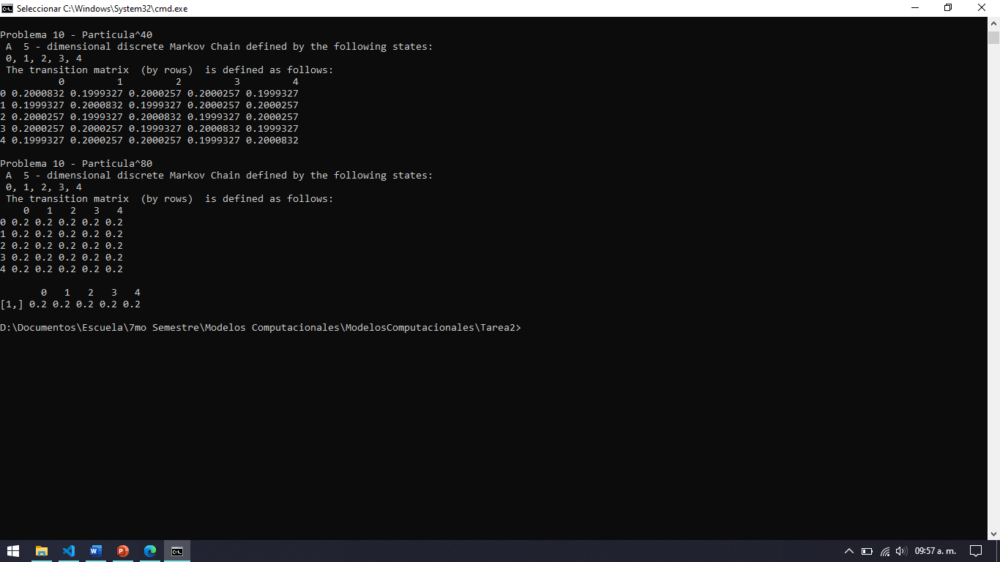 Seleccionar C:\Windows\System32\cmd.exe
Problema 10 - Particula^40
A  5 - dimensional discrete Markov Chain defined by the following states:
0, 1, 2, 3, 4
The transition matrix  (by rows)  is defined as follows:
0         1         2         3         4
0 0.2000832 0.1999327 0.2000257 0.2000257 0.1999327
1 0.1999327 0.2000832 0.1999327 0.2000257 0.2000257
2 0.2000257 0.1999327 0.2000832 0.1999327 0.2000257
3 0.2000257 0.2000257 0.1999327 0.2000832 0.1999327
4 0.1999327 0.2000257 0.2000257 0.1999327 0.2000832
Problema 10 - Particula^80
A  5 - dimensional discrete Markov Chain defined by the following states:
0, 1, 2, 3, 4
The transition matrix  (by rows)  is defined as follows:
0   1   2   3   4
0 0.2 0.2 0.2 0.2 0.2
1 0.2 0.2 0.2 0.2 0.2
2 0.2 0.2 0.2 0.2 0.2
3 0.2 0.2 0.2 0.2 0.2
4 0.2 0.2 0.2 0.2 0.2
0   1   2   3   4
[1,] 0.2 0.2 0.2 0.2 0.2
D:\Documentos\Escuela\7mo Semestre\Modelos Computacionales\ModelosComputacionales\Tarea2>
09:57 a. m.